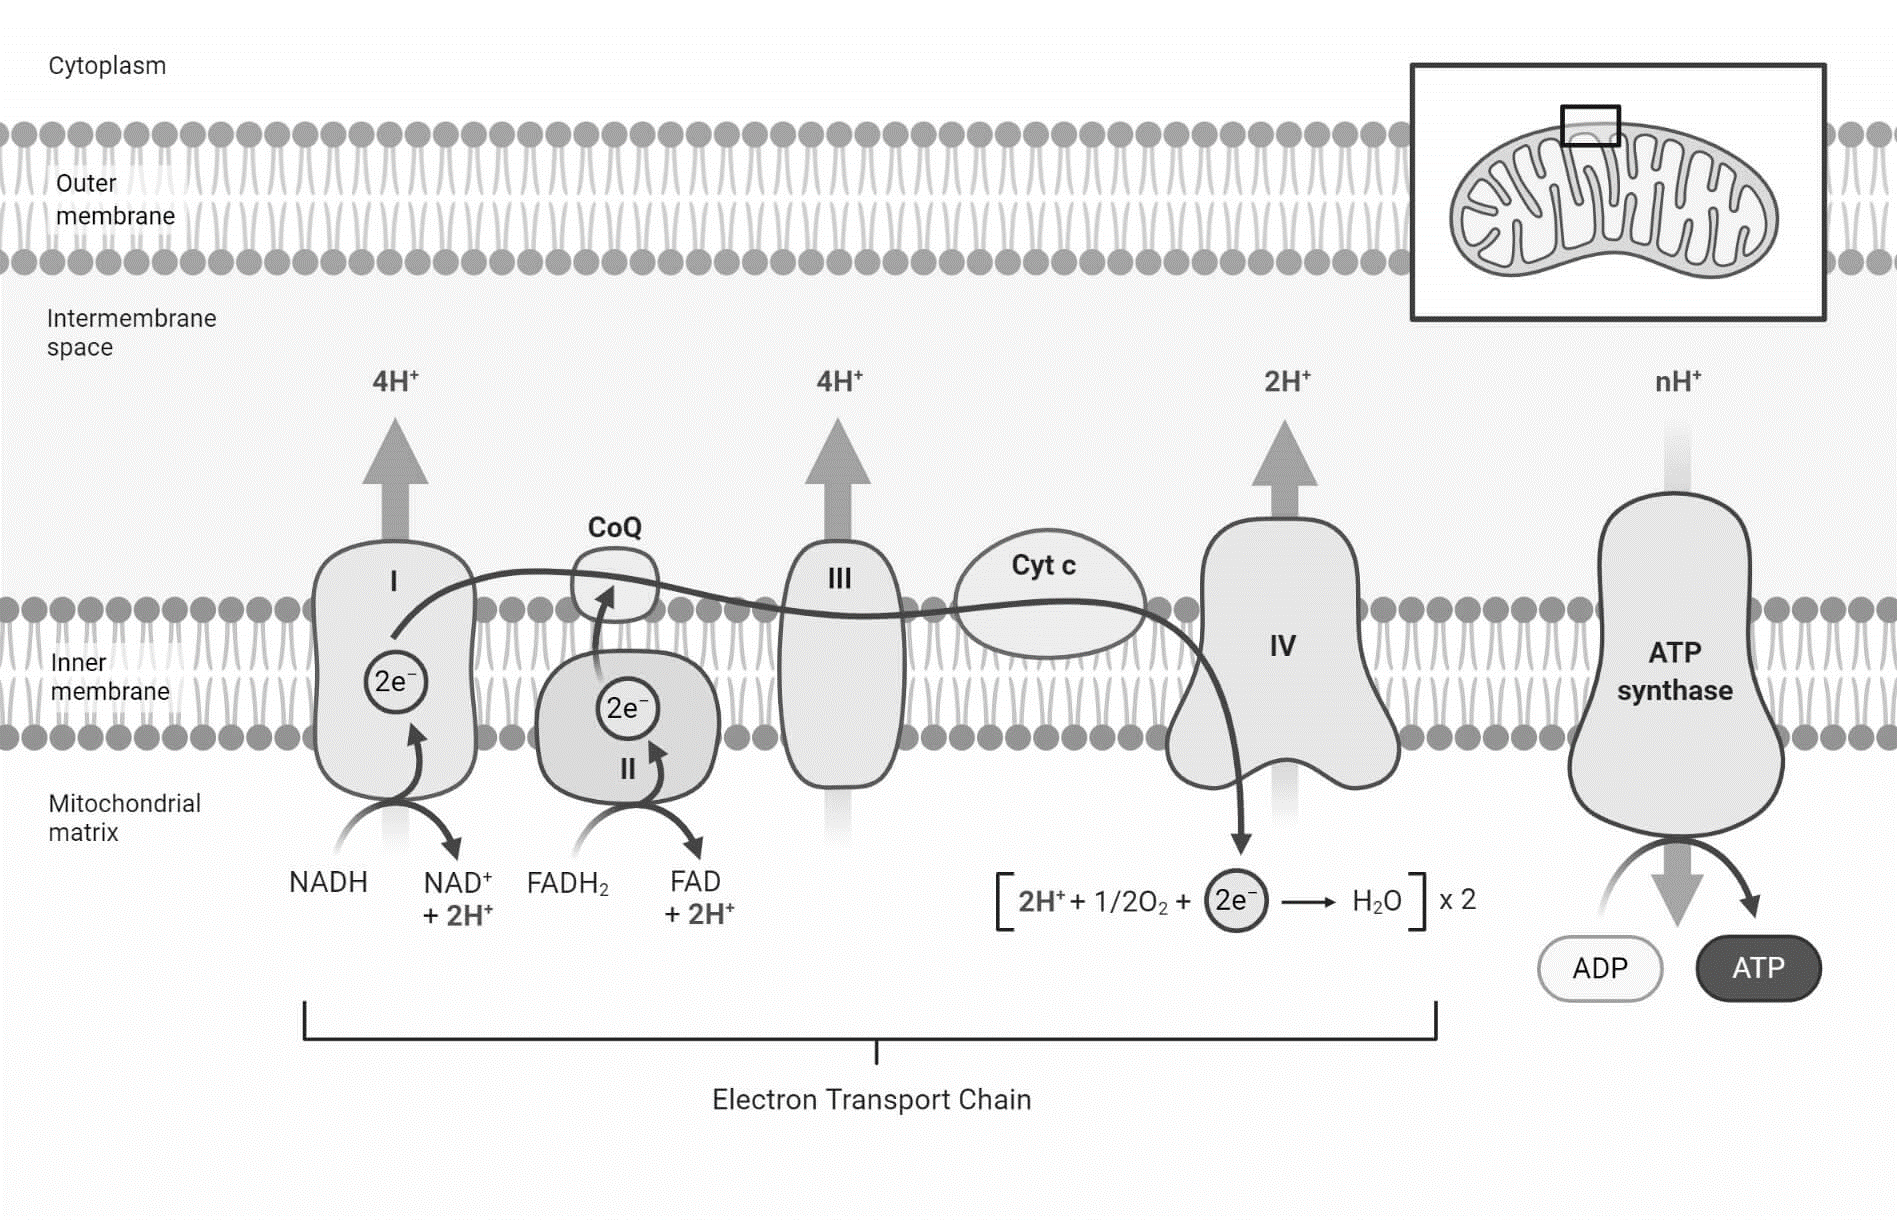 Cytoplasm
Outer
membrane
Intermembrane
space
4H⁺
4H⁺
2H⁺
nH⁺
CoQ
I
III
Cyt c
IV
ATP
synthase
Inner
membrane
2e⁻
2e⁻
II
Mitochondrial
matrix
NADH
NAD⁺
+ 2H⁺
FADH₂
FAD
+ 2H⁺
[2H⁺ + 1/2O₂ + 2e⁻ → H₂O] x 2
ADP
ATP
Electron Transport Chain